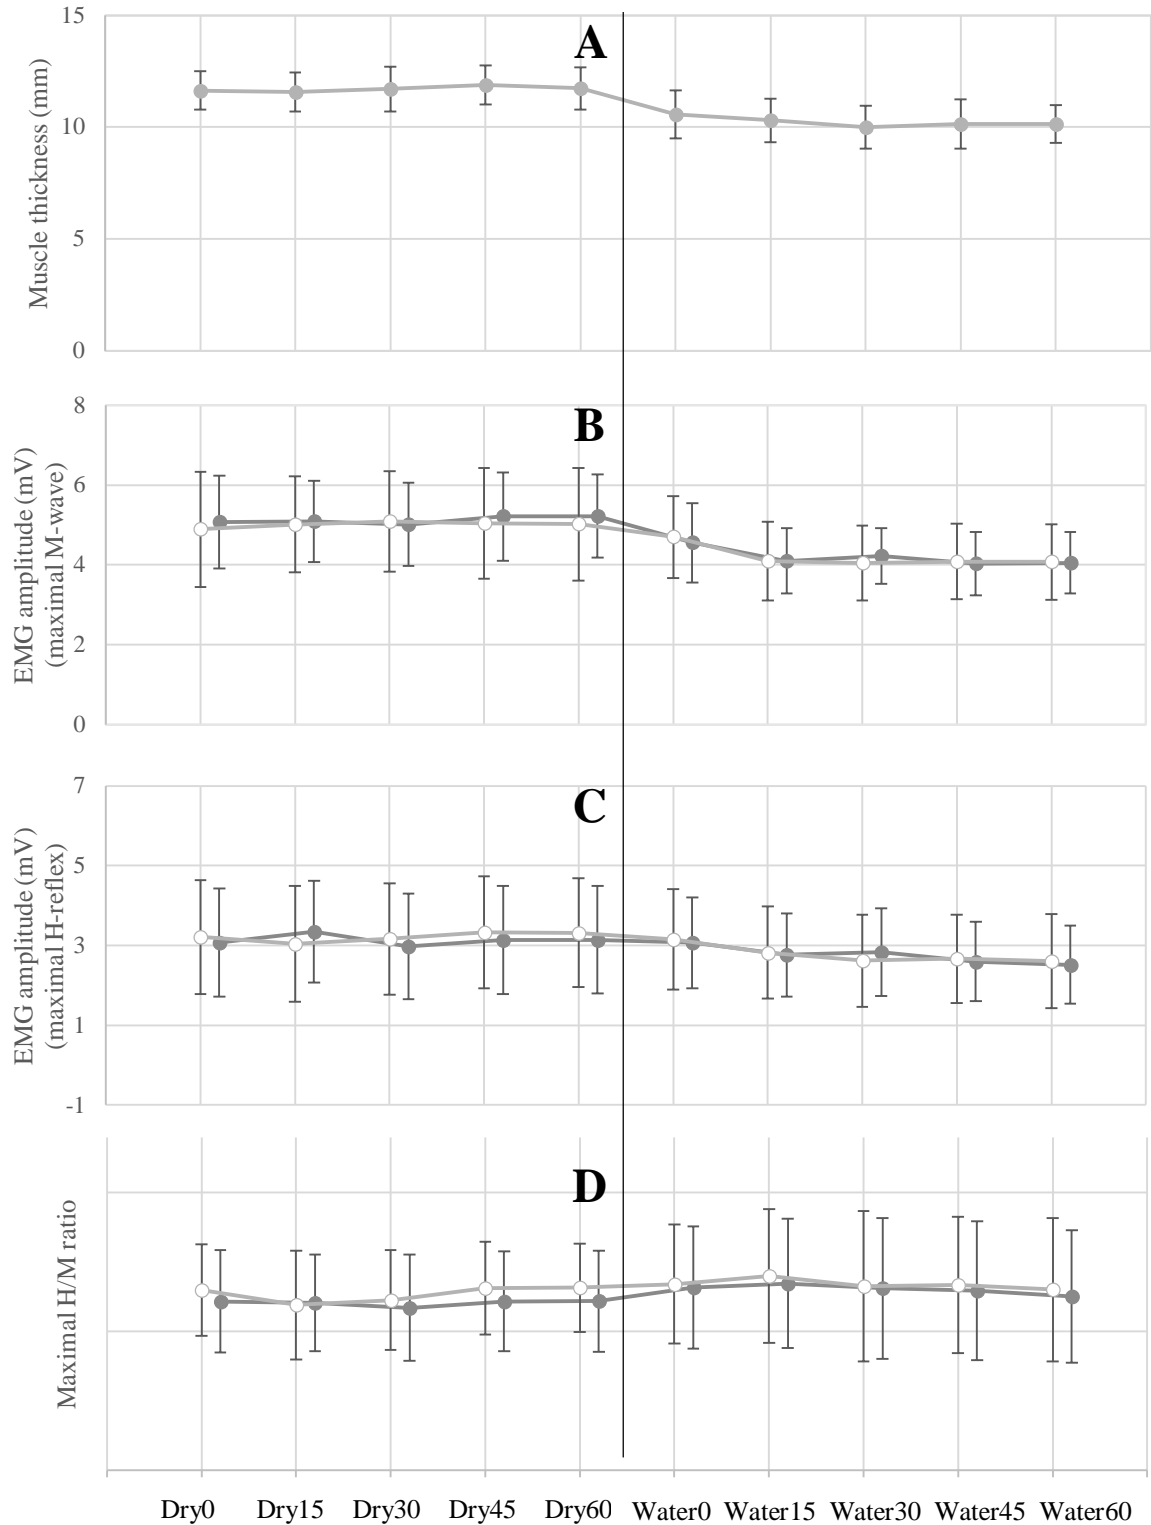 15
10
5
0
Muscle thickness (mm)
A
8
6
4
2
0
EMG amplitude (mV)
(maximal M-wave)
B
7
5
3
1
-1
EMG amplitude (mV)
(maximal H-reflex)
C
Maximal H/M ratio
D
Dry0 Dry15 Dry30 Dry45 Dry60 Water0 Water15 Water30 Water45 Water60